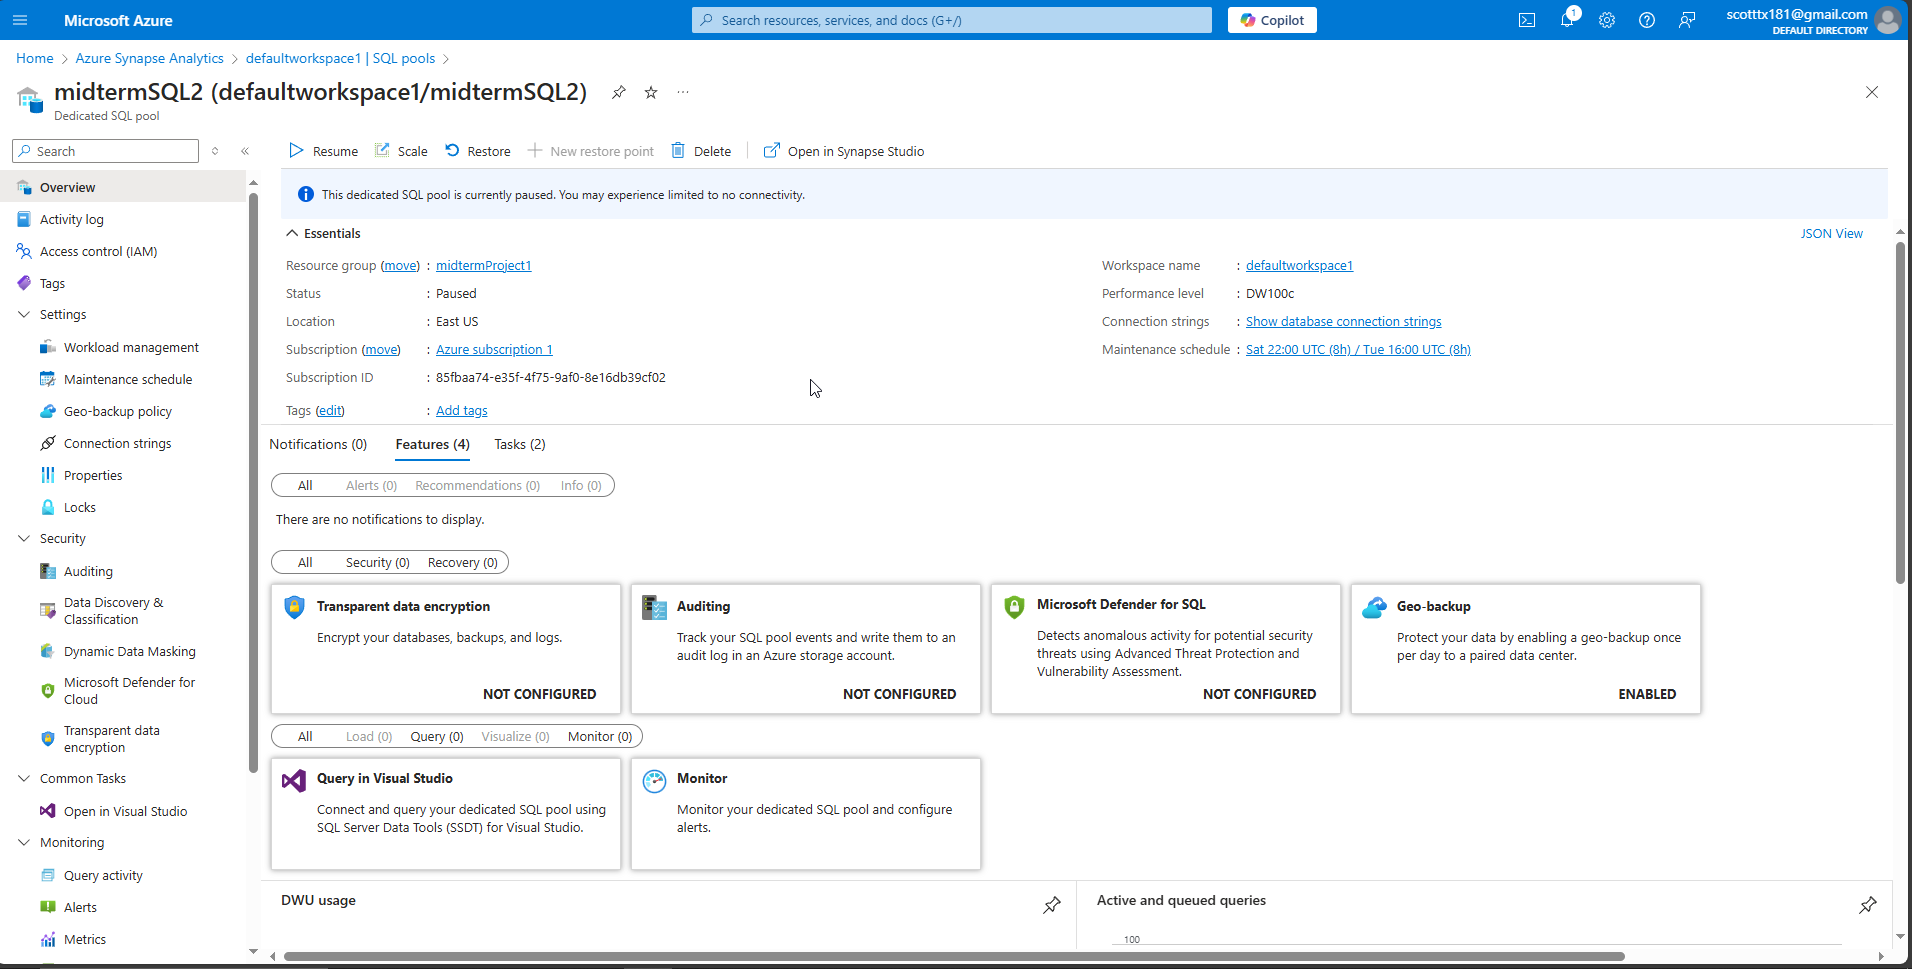 Microsoft Azure
Search resources, services, and docs (G+/)
Copilot
1
scotttx181@gmail.com
DEFAULT DIRECTORY
Home > Azure Synapse Analytics > defaultworkspace1 | SQL pools >
midtermSQL2 (defaultworkspace1/midtermSQL2)
Dedicated SQL pool
Search
Resume
Scale
Restore
New restore point
Delete
Open in Synapse Studio
Overview
Activity log
Access control (IAM)
Tags
Settings
Workload management
Maintenance schedule
Geo-backup policy
Connection strings
Properties
Locks
Security
Auditing
Data Discovery &
Classification
Dynamic Data Masking
Microsoft Defender for
Cloud
Transparent data
encryption
Common Tasks
Open in Visual Studio
Monitoring
Query activity
Alerts
Metrics
This dedicated SQL pool is currently paused. You may experience limited to no connectivity.
Essentials
JSON View
Resource group (move) : midtermProject1
Status : Paused
Location : East US
Subscription (move) : Azure subscription 1
Subscription ID : 85fbaa74-e35f-4f75-9af0-8e16db39cf02
Tags (edit) : Add tags
Workspace name : defaultworkspace1
Performance level : DW100c
Connection strings : Show database connection strings
Maintenance schedule : Sat 22:00 UTC (8h) / Tue 16:00 UTC (8h)
Notifications (0) Features (4) Tasks (2)
All Alerts (0) Recommendations (0) Info (0)
There are no notifications to display.
All Security (0) Recovery (0)
Transparent data encryption
Encrypt your databases, backups, and logs.
NOT CONFIGURED
Auditing
Track your SQL pool events and write them to an
audit log in an Azure storage account.
NOT CONFIGURED
Microsoft Defender for SQL
Detects anomalous activity for potential security
threats using Advanced Threat Protection and
Vulnerability Assessment.
NOT CONFIGURED
Geo-backup
Protect your data by enabling a geo-backup once
per day to a paired data center.
ENABLED
All Load (0) Query (0) Visualize (0) Monitor (0)
Query in Visual Studio
Connect and query your dedicated SQL pool using
SQL Server Data Tools (SSDT) for Visual Studio.
Monitor
Monitor your dedicated SQL pool and configure
alerts.
DWU usage
Active and queued queries
100